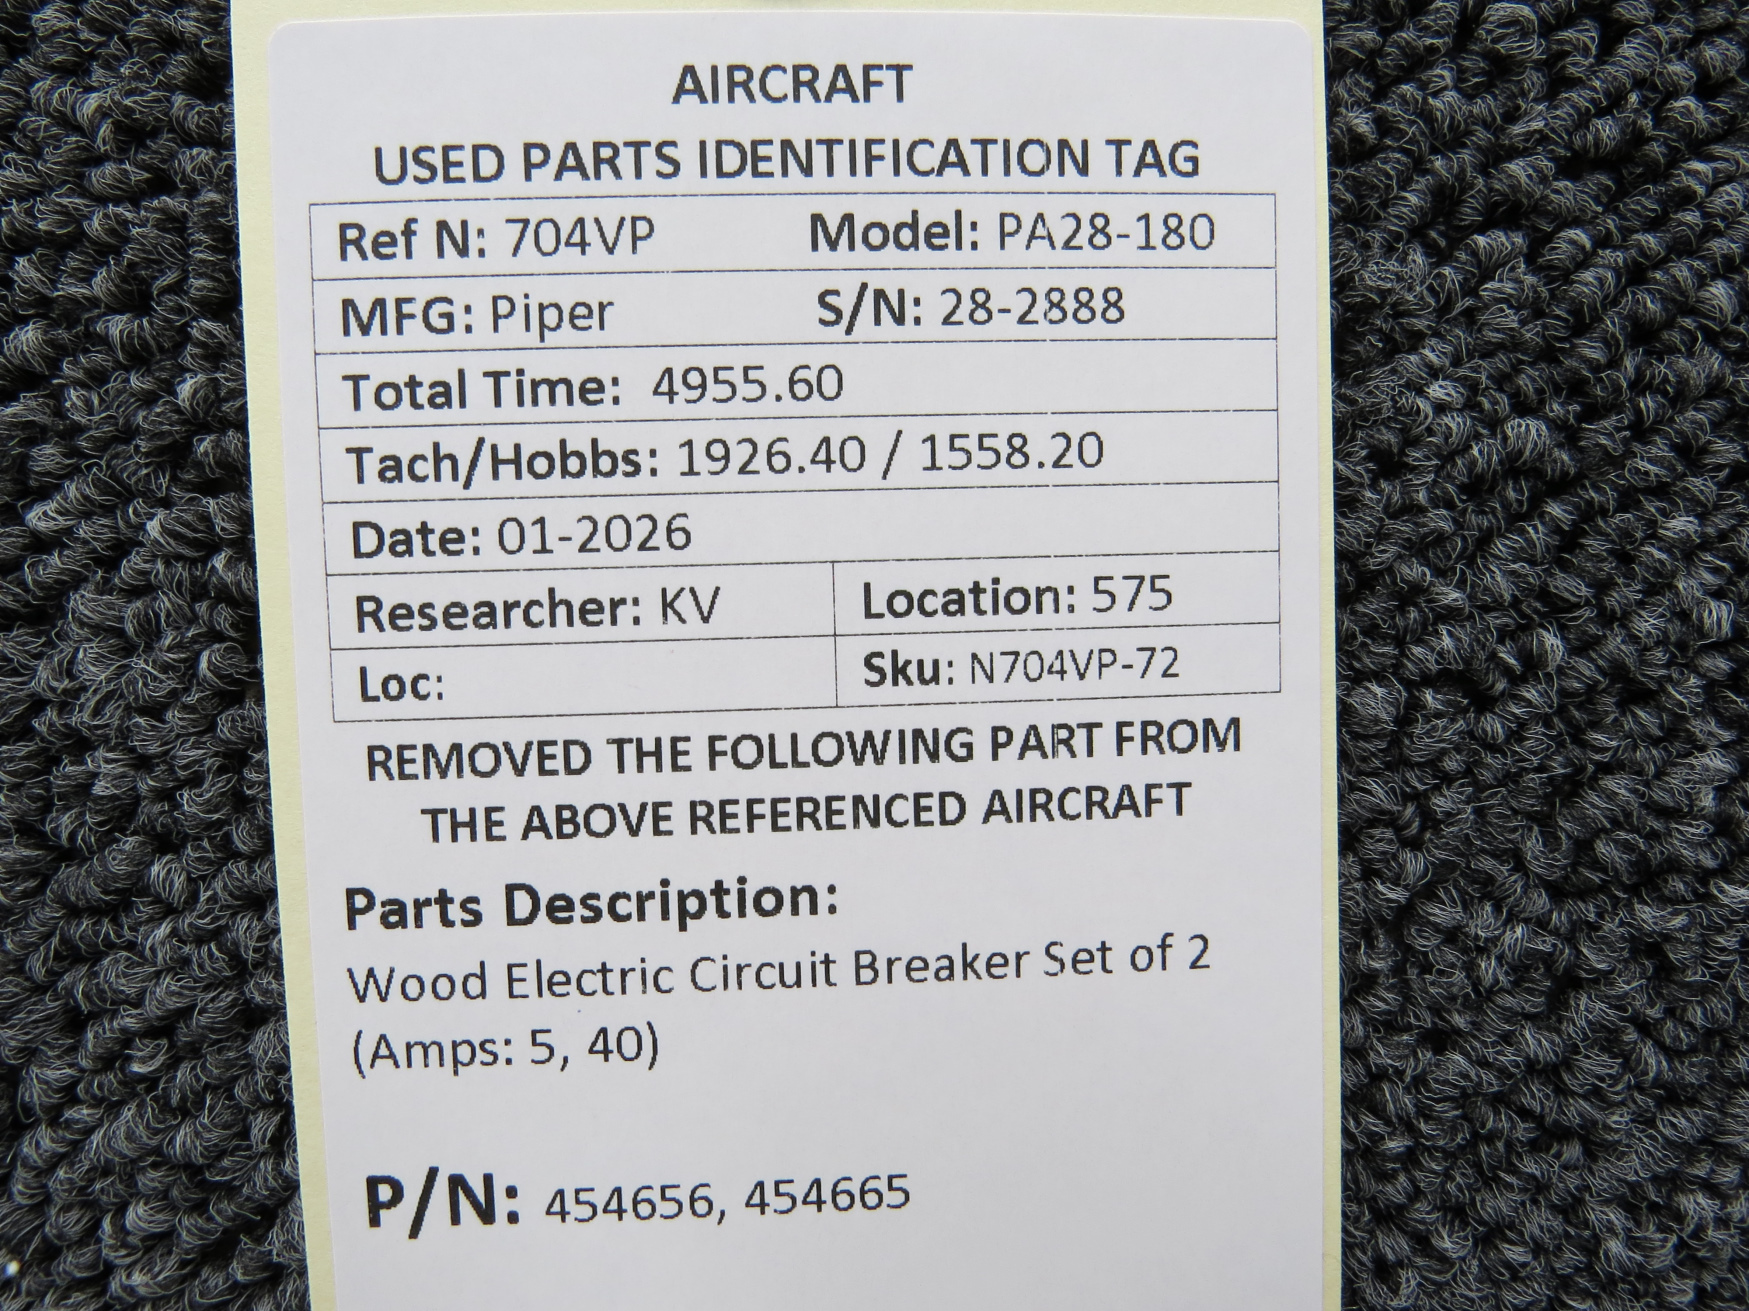 AIRCRAFT
USED PARTS IDENTIFICATION TAG
Ref N: 704VP Model: PA28-180
MFG: Piper S/N: 28-2888
Total Time: 4955.60
Tach/Hobbs: 1926.40 / 1558.20
Date: 01-2026
Researcher: KV Location: 575
Loc: Sku: N704VP-72
REMOVED THE FOLLOWING PART FROM
THE ABOVE REFERENCED AIRCRAFT
Parts Description:
Wood Electric Circuit Breaker Set of 2
(Amps: 5, 40)
P/N: 454656, 454665